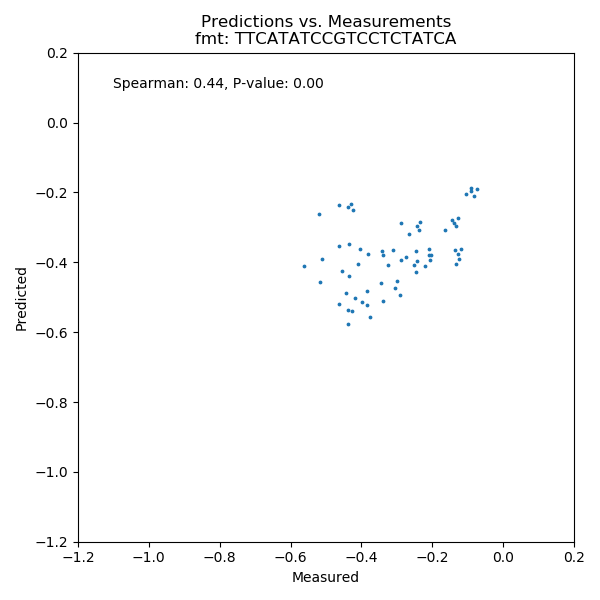 Predictions vs. Measurements
fmt: TTCATATCCGTCCTCTATCA
Spearman: 0.44, P-value: 0.00
0.2
0.0
−0.2
−0.4
−0.6
−0.8
−1.0
−1.2
Predicted
−1.2 −1.0 −0.8 −0.6 −0.4 −0.2 0.0 0.2
Measured